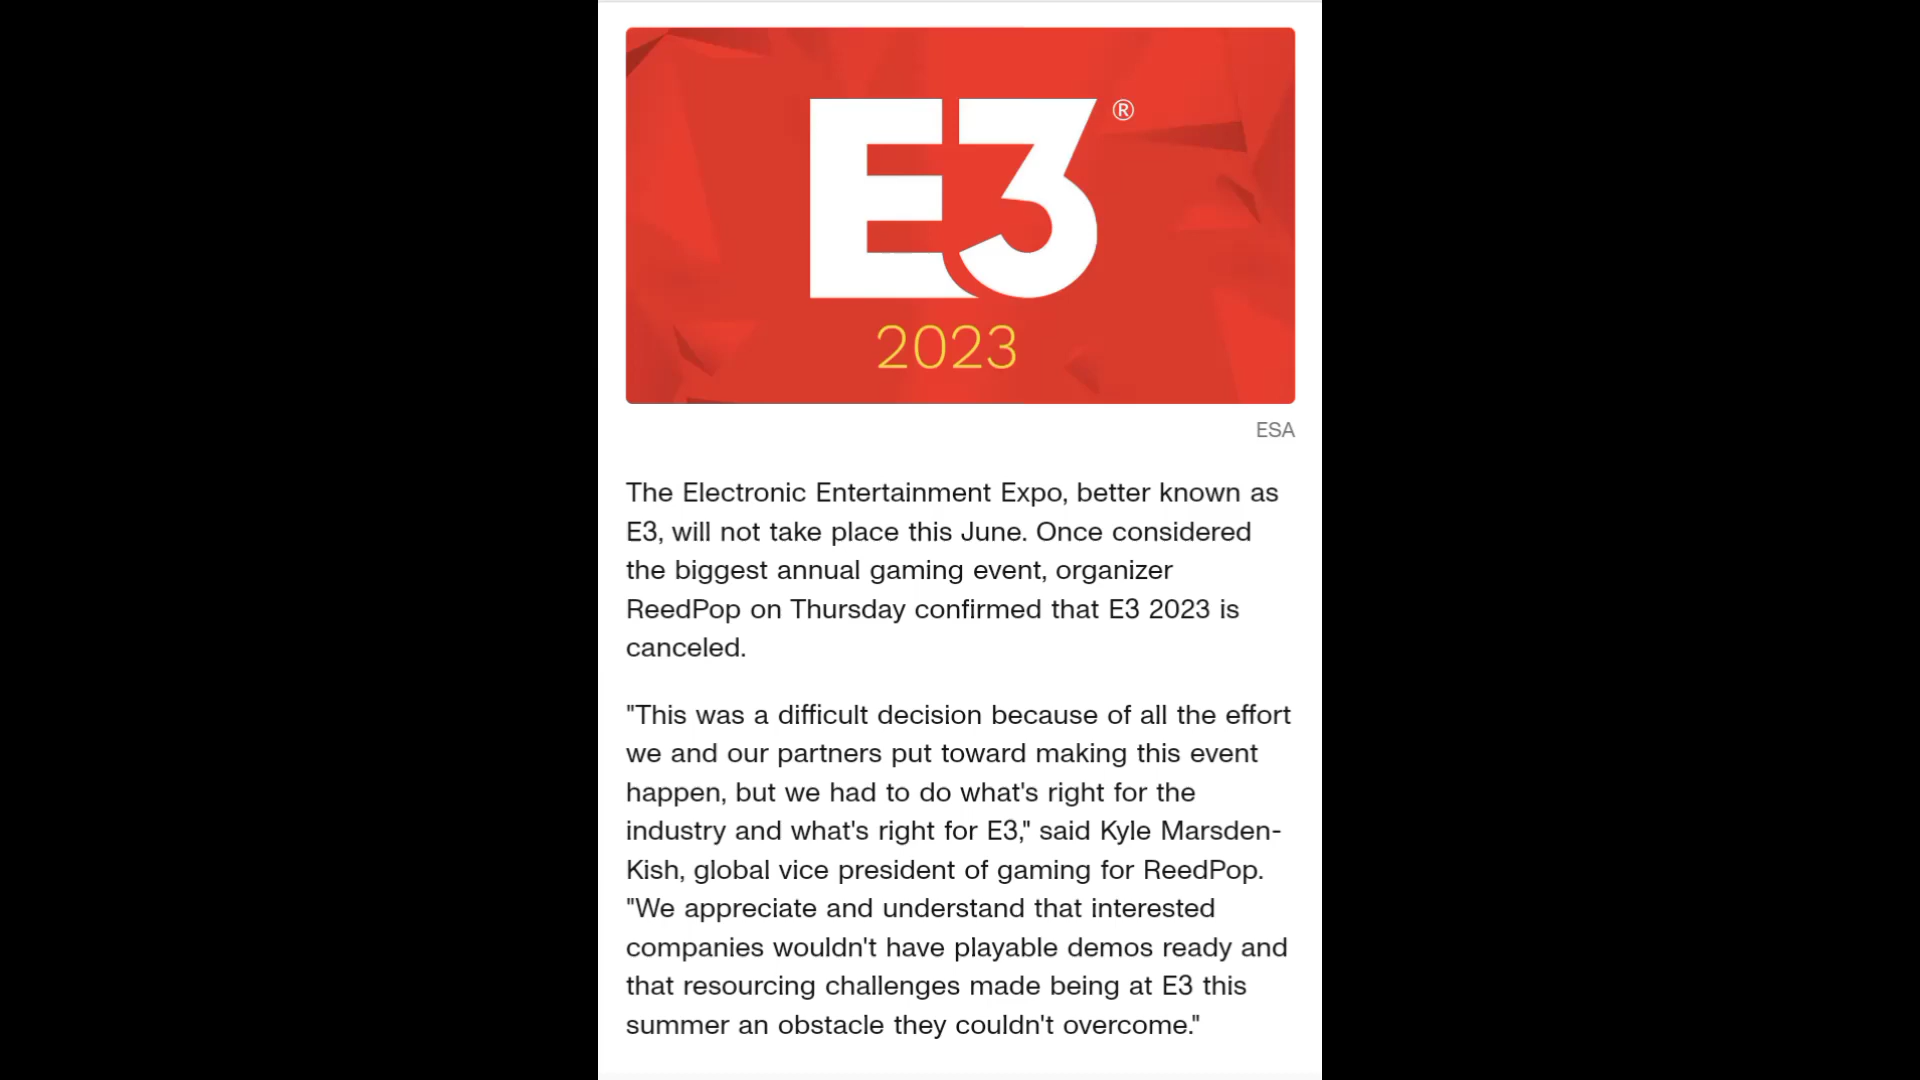 E3®
2023
ESA
The Electronic Entertainment Expo, better known as
E3, will not take place this June. Once considered
the biggest annual gaming event, organizer
ReedPop on Thursday confirmed that E3 2023 is
canceled.
"This was a difficult decision because of all the effort
we and our partners put toward making this event
happen, but we had to do what's right for the
industry and what's right for E3," said Kyle Marsden-
Kish, global vice president of gaming for ReedPop.
"We appreciate and understand that interested
companies wouldn't have playable demos ready and
that resourcing challenges made being at E3 this
summer an obstacle they couldn't overcome."